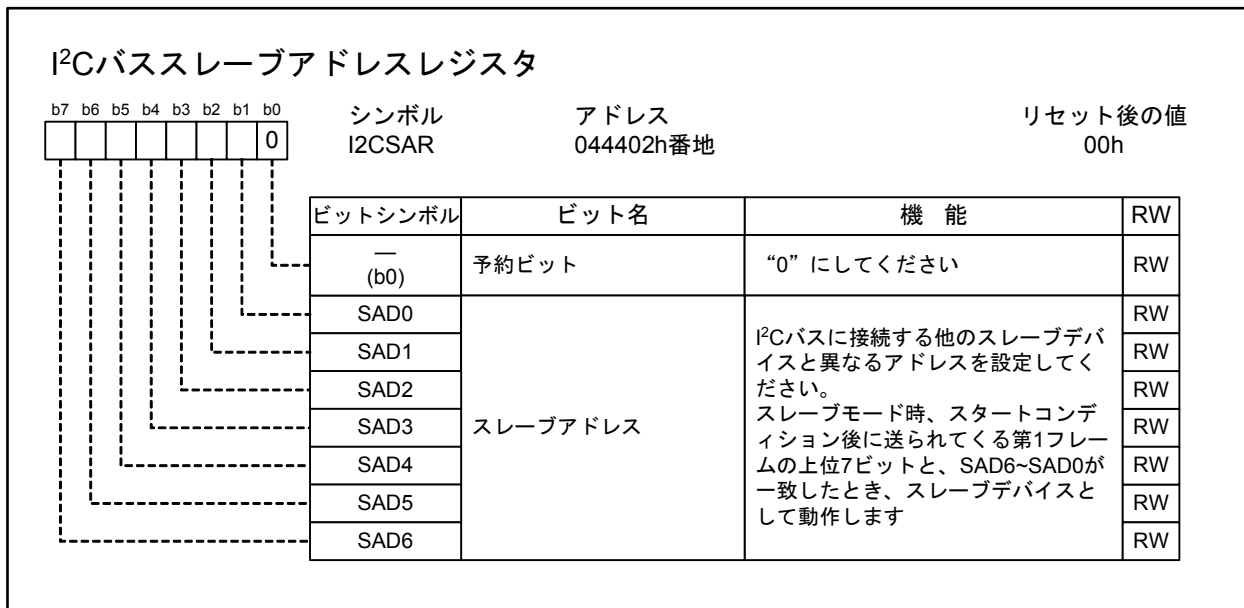 I²Cバススレーブアドレスレジスタ
b7 b6 b5 b4 b3 b2 b1 b0
0
シンボル アドレス リセット後の値
I2CSAR 044402h番地 00h
ビットシンボル ビット名 機 能 RW
—
(b0) 予約ビット “0”にしてください RW
SAD0 RW
SAD1 RW
SAD2 RW
SAD3 RW
SAD4 RW
SAD5 RW
SAD6 RW
スレーブアドレス
I²Cバスに接続する他のスレーブデバ
イスと異なるアドレスを設定してく
ださい。
スレーブモード時、スタートコンデ
ィション後に送られてくる第1フレー
ムの上位7ビットと、SAD6~SAD0が
一致したとき、スレーブデバイスと
して動作します